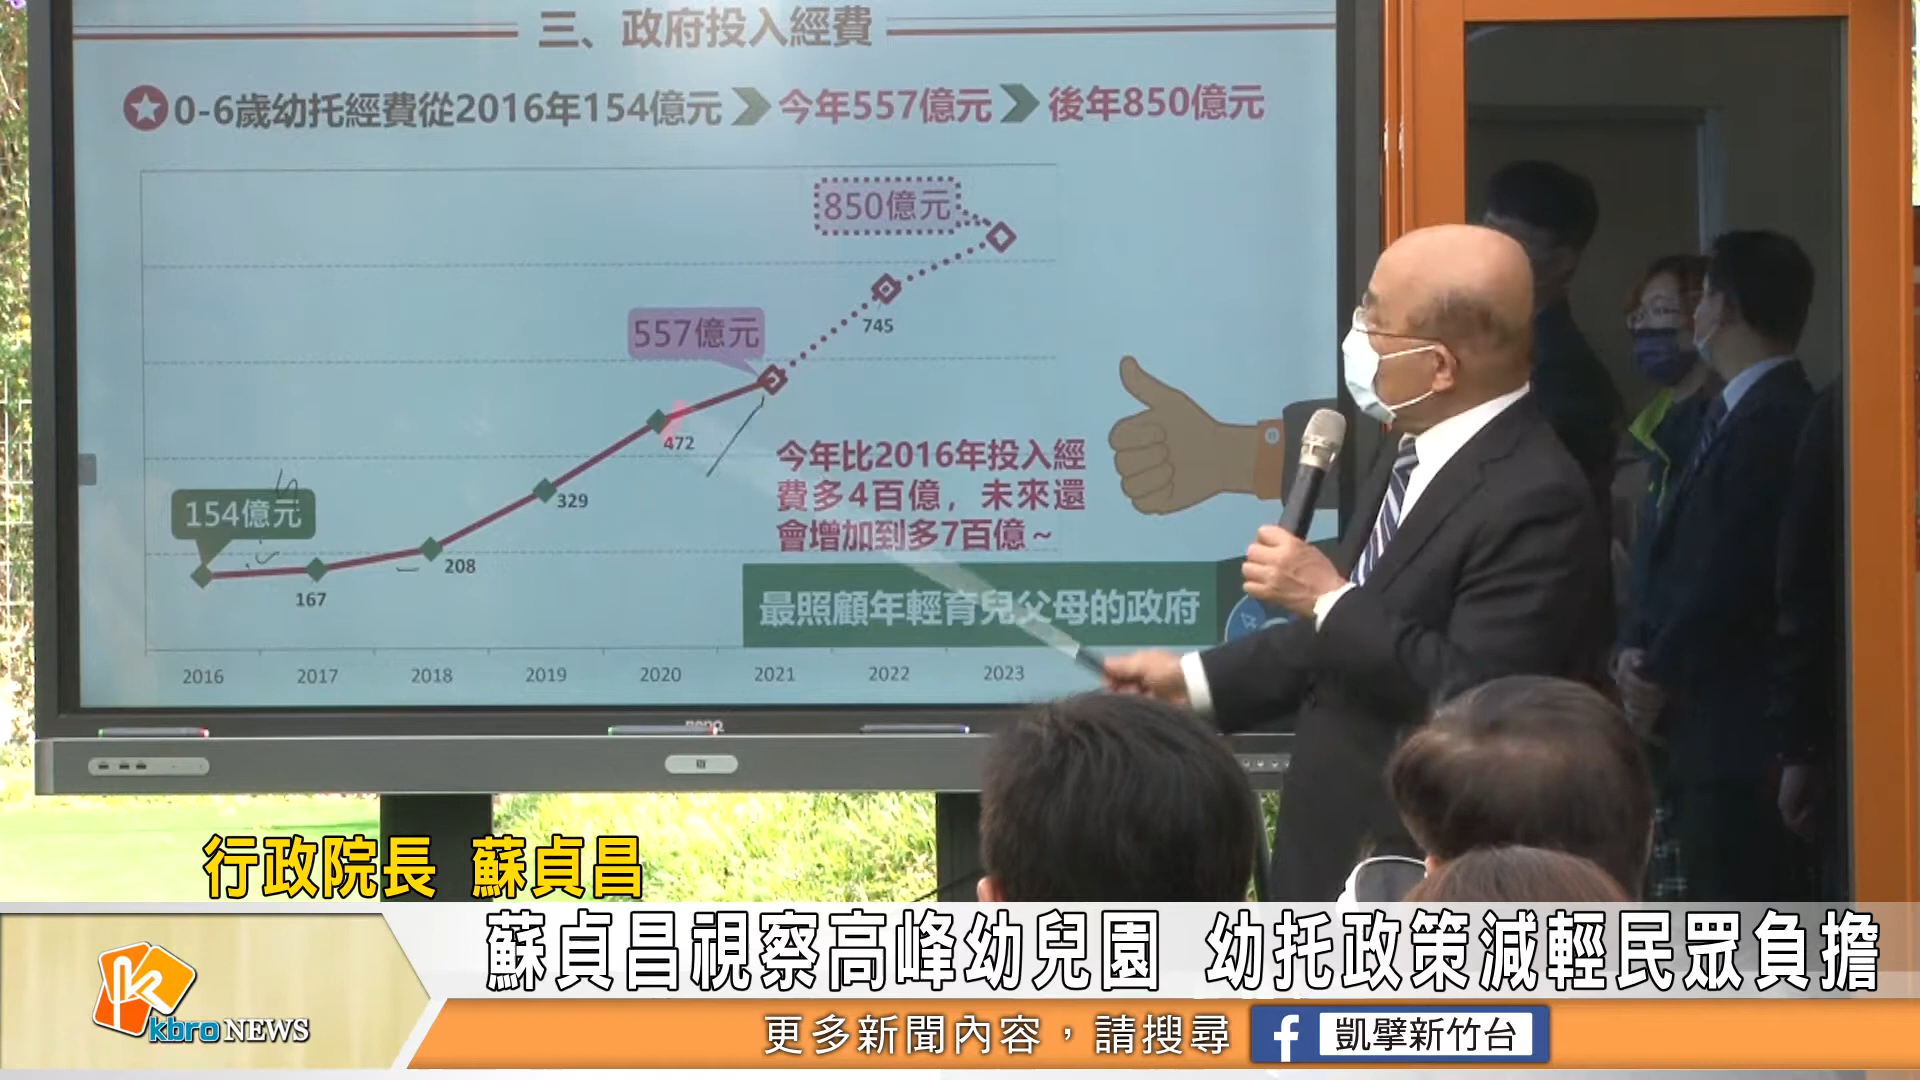 三、政府投入經費
0-6歲幼托經費從2016年154億元 今年557億元 後年850億元
850億元
745
557億元
472
329
154億元
208
167
今年比2016年投入經
費多4百億，未來還
會增加到多7百億~
最照顧年輕育兒父母的政府
2016 2017 2018 2019 2020 2021 2022 2023
行政院長 蘇貞昌
蘇貞昌視察高峰幼兒園 幼托政策減輕民眾負擔
kbro NEWS
更多新聞內容，請搜尋 f 凱擘新竹台